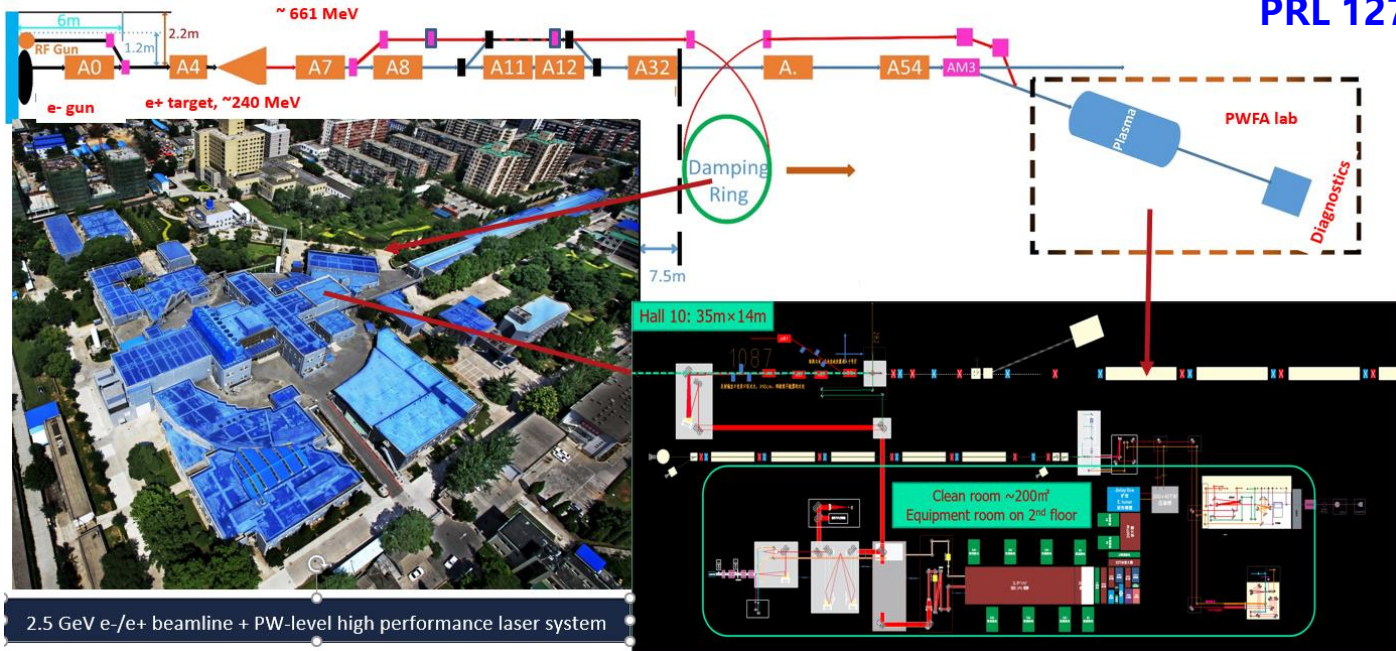 PRL 127
~ 661 MeV
6m
2.2m
1.2m
RF Gun
A0
A4
A7
A8
A11
A12
A32
A.
A54
AM3
e- gun
e+ target, ~240 MeV
Plasma
PWFA lab
Diagnostics
Damping
Ring
7.5m
Hall 10: 35m×14m
1087
Clean room ~200㎡
Equipment room on 2nd floor
2.5 GeV e-/e+ beamline + PW-level high performance laser system